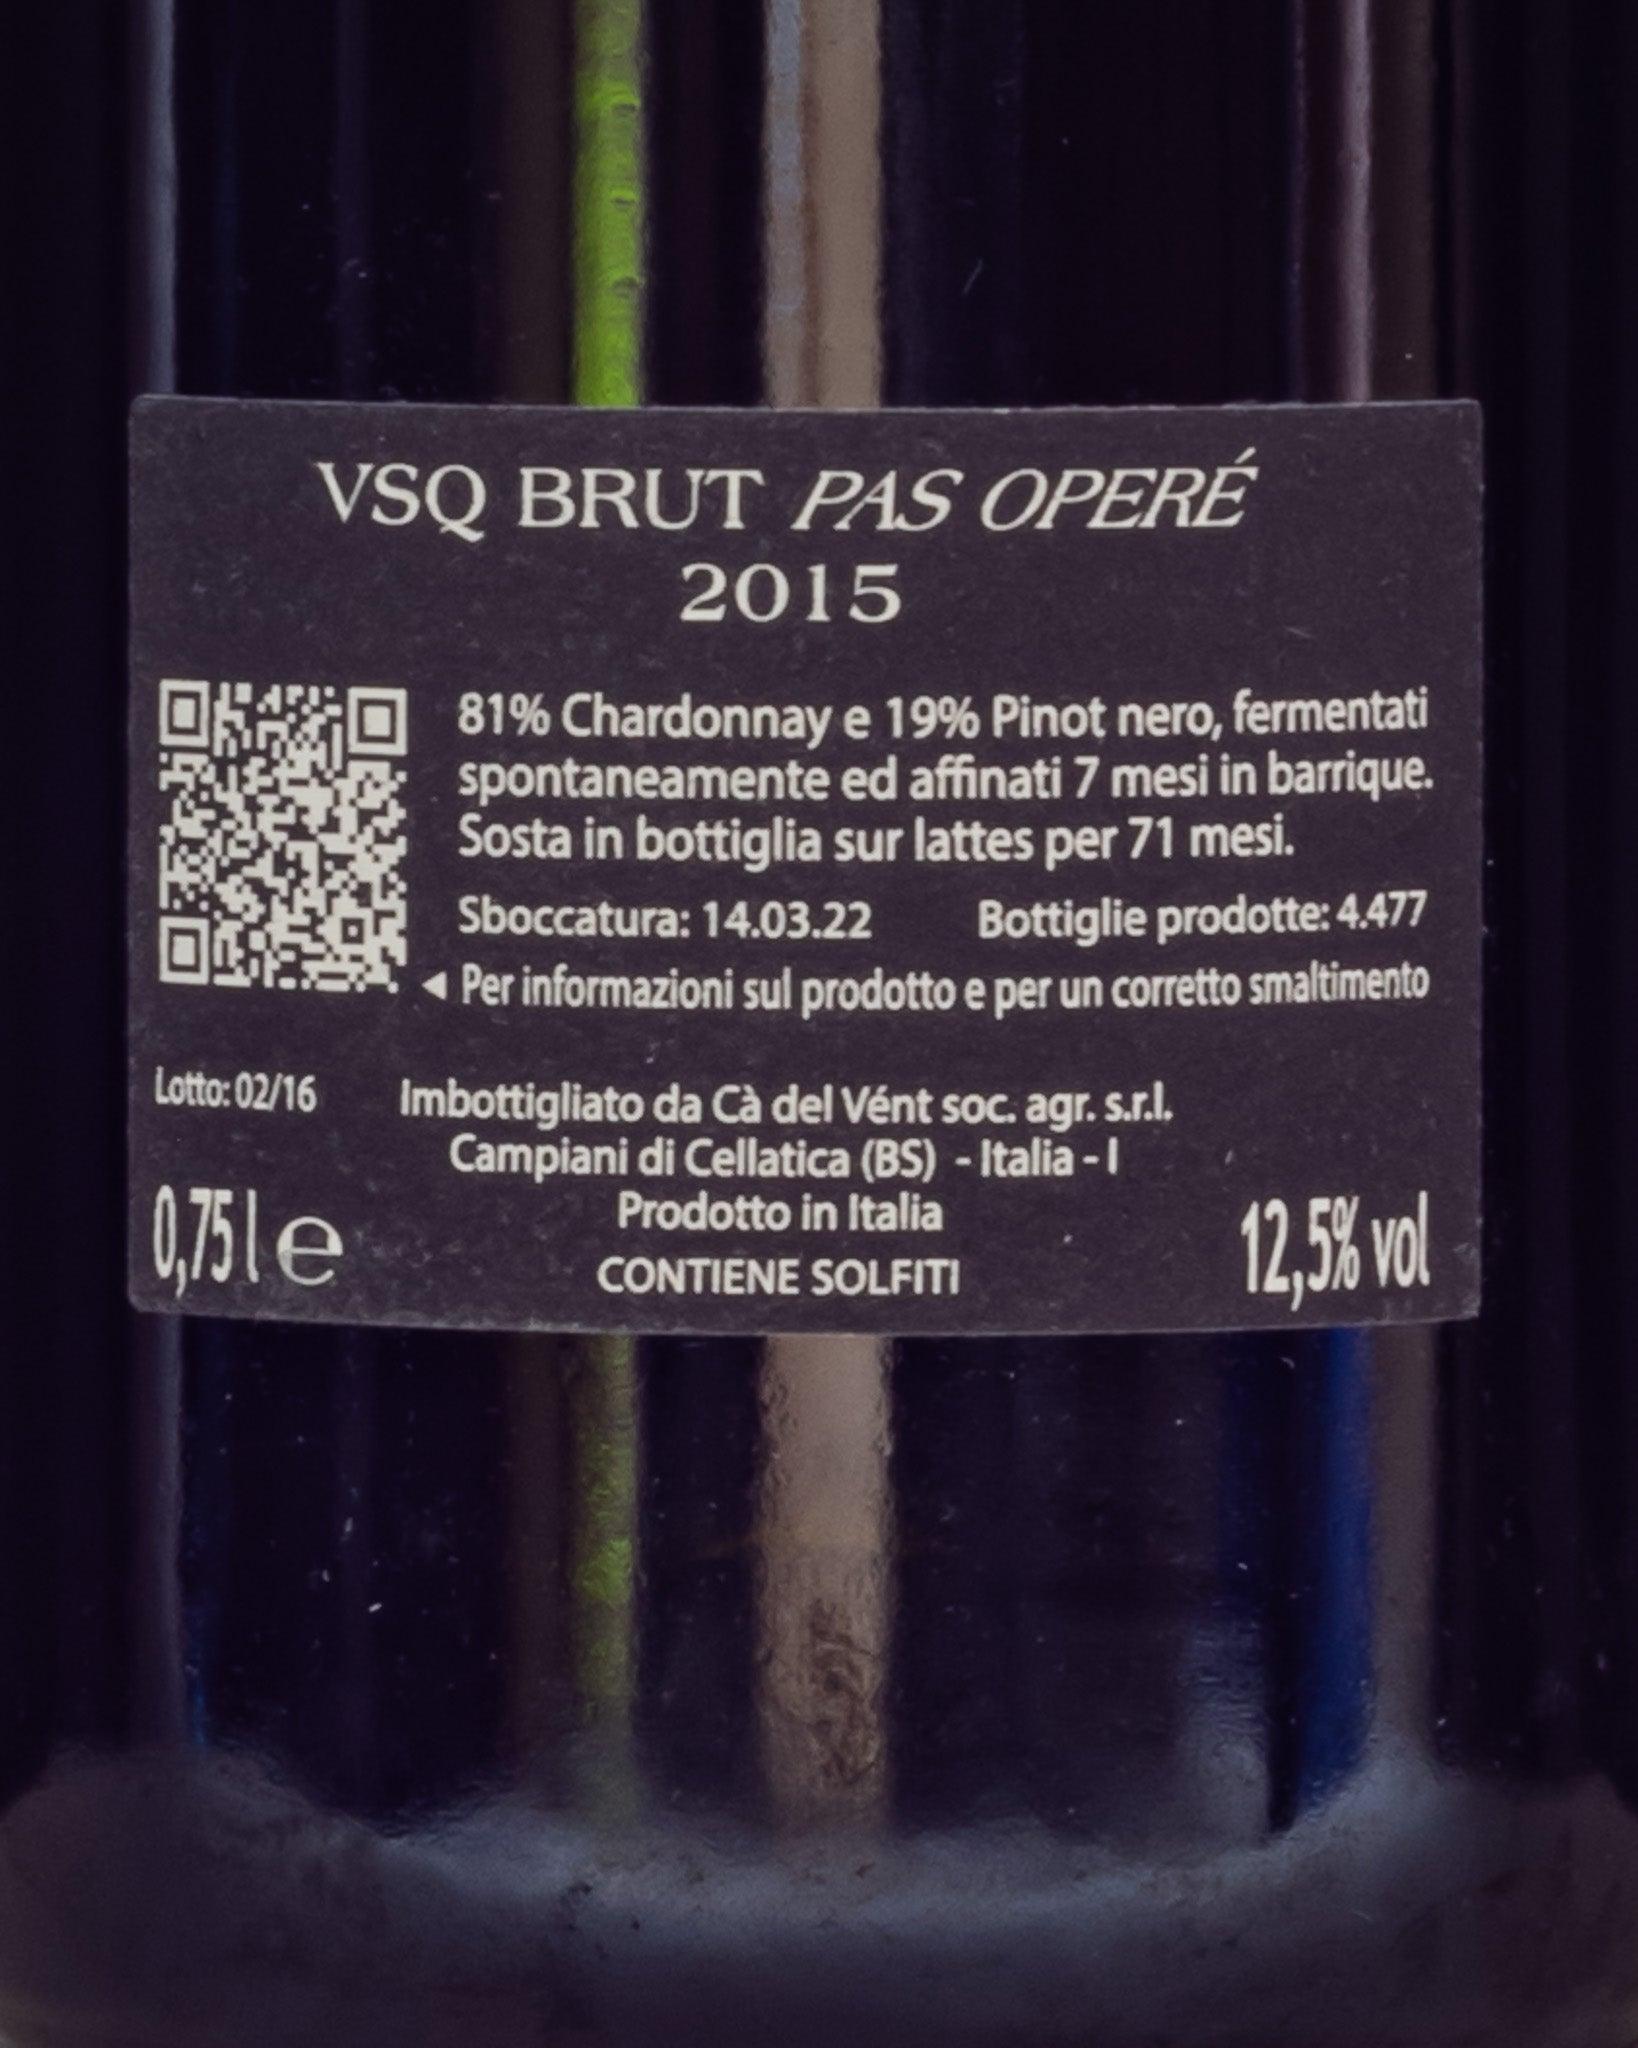 VSQ BRUT PAS OPERÉ
2015
81% Chardonnay e 19% Pinot nero, fermentati
spontaneamente ed affinati 7 mesi in barrique.
Sosta in bottiglia sur lattes per 71 mesi.
Sboccatura: 14.03.22 Bottiglie prodotte: 4.477
◄ Per informazioni sul prodotto e per un corretto smaltimento
Lotto: 02/16
Imbottigliato da Cà del Vént soc. agr. s.r.l.
Campiani di Cellatica (BS) - Italia - I
Prodotto in Italia
CONTIENE SOLFITI
0,75 l e
12,5% vol